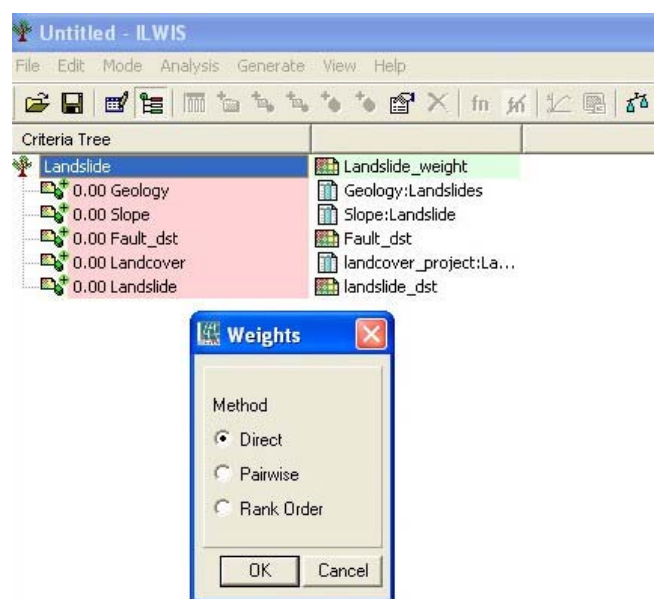 Untitled - ILWIS
File Edit Mode Analysis Generate View Help
fn
Criteria Tree
Landslide Landslide_weight
0.00 Geology Geology:Landslides
0.00 Slope Slope:Landslide
0.00 Fault_dst Fault_dst
0.00 Landcover landcover_project:La...
0.00 Landslide landslide_dst
Weights
Method
Direct
Pairwise
Rank Order
OK Cancel